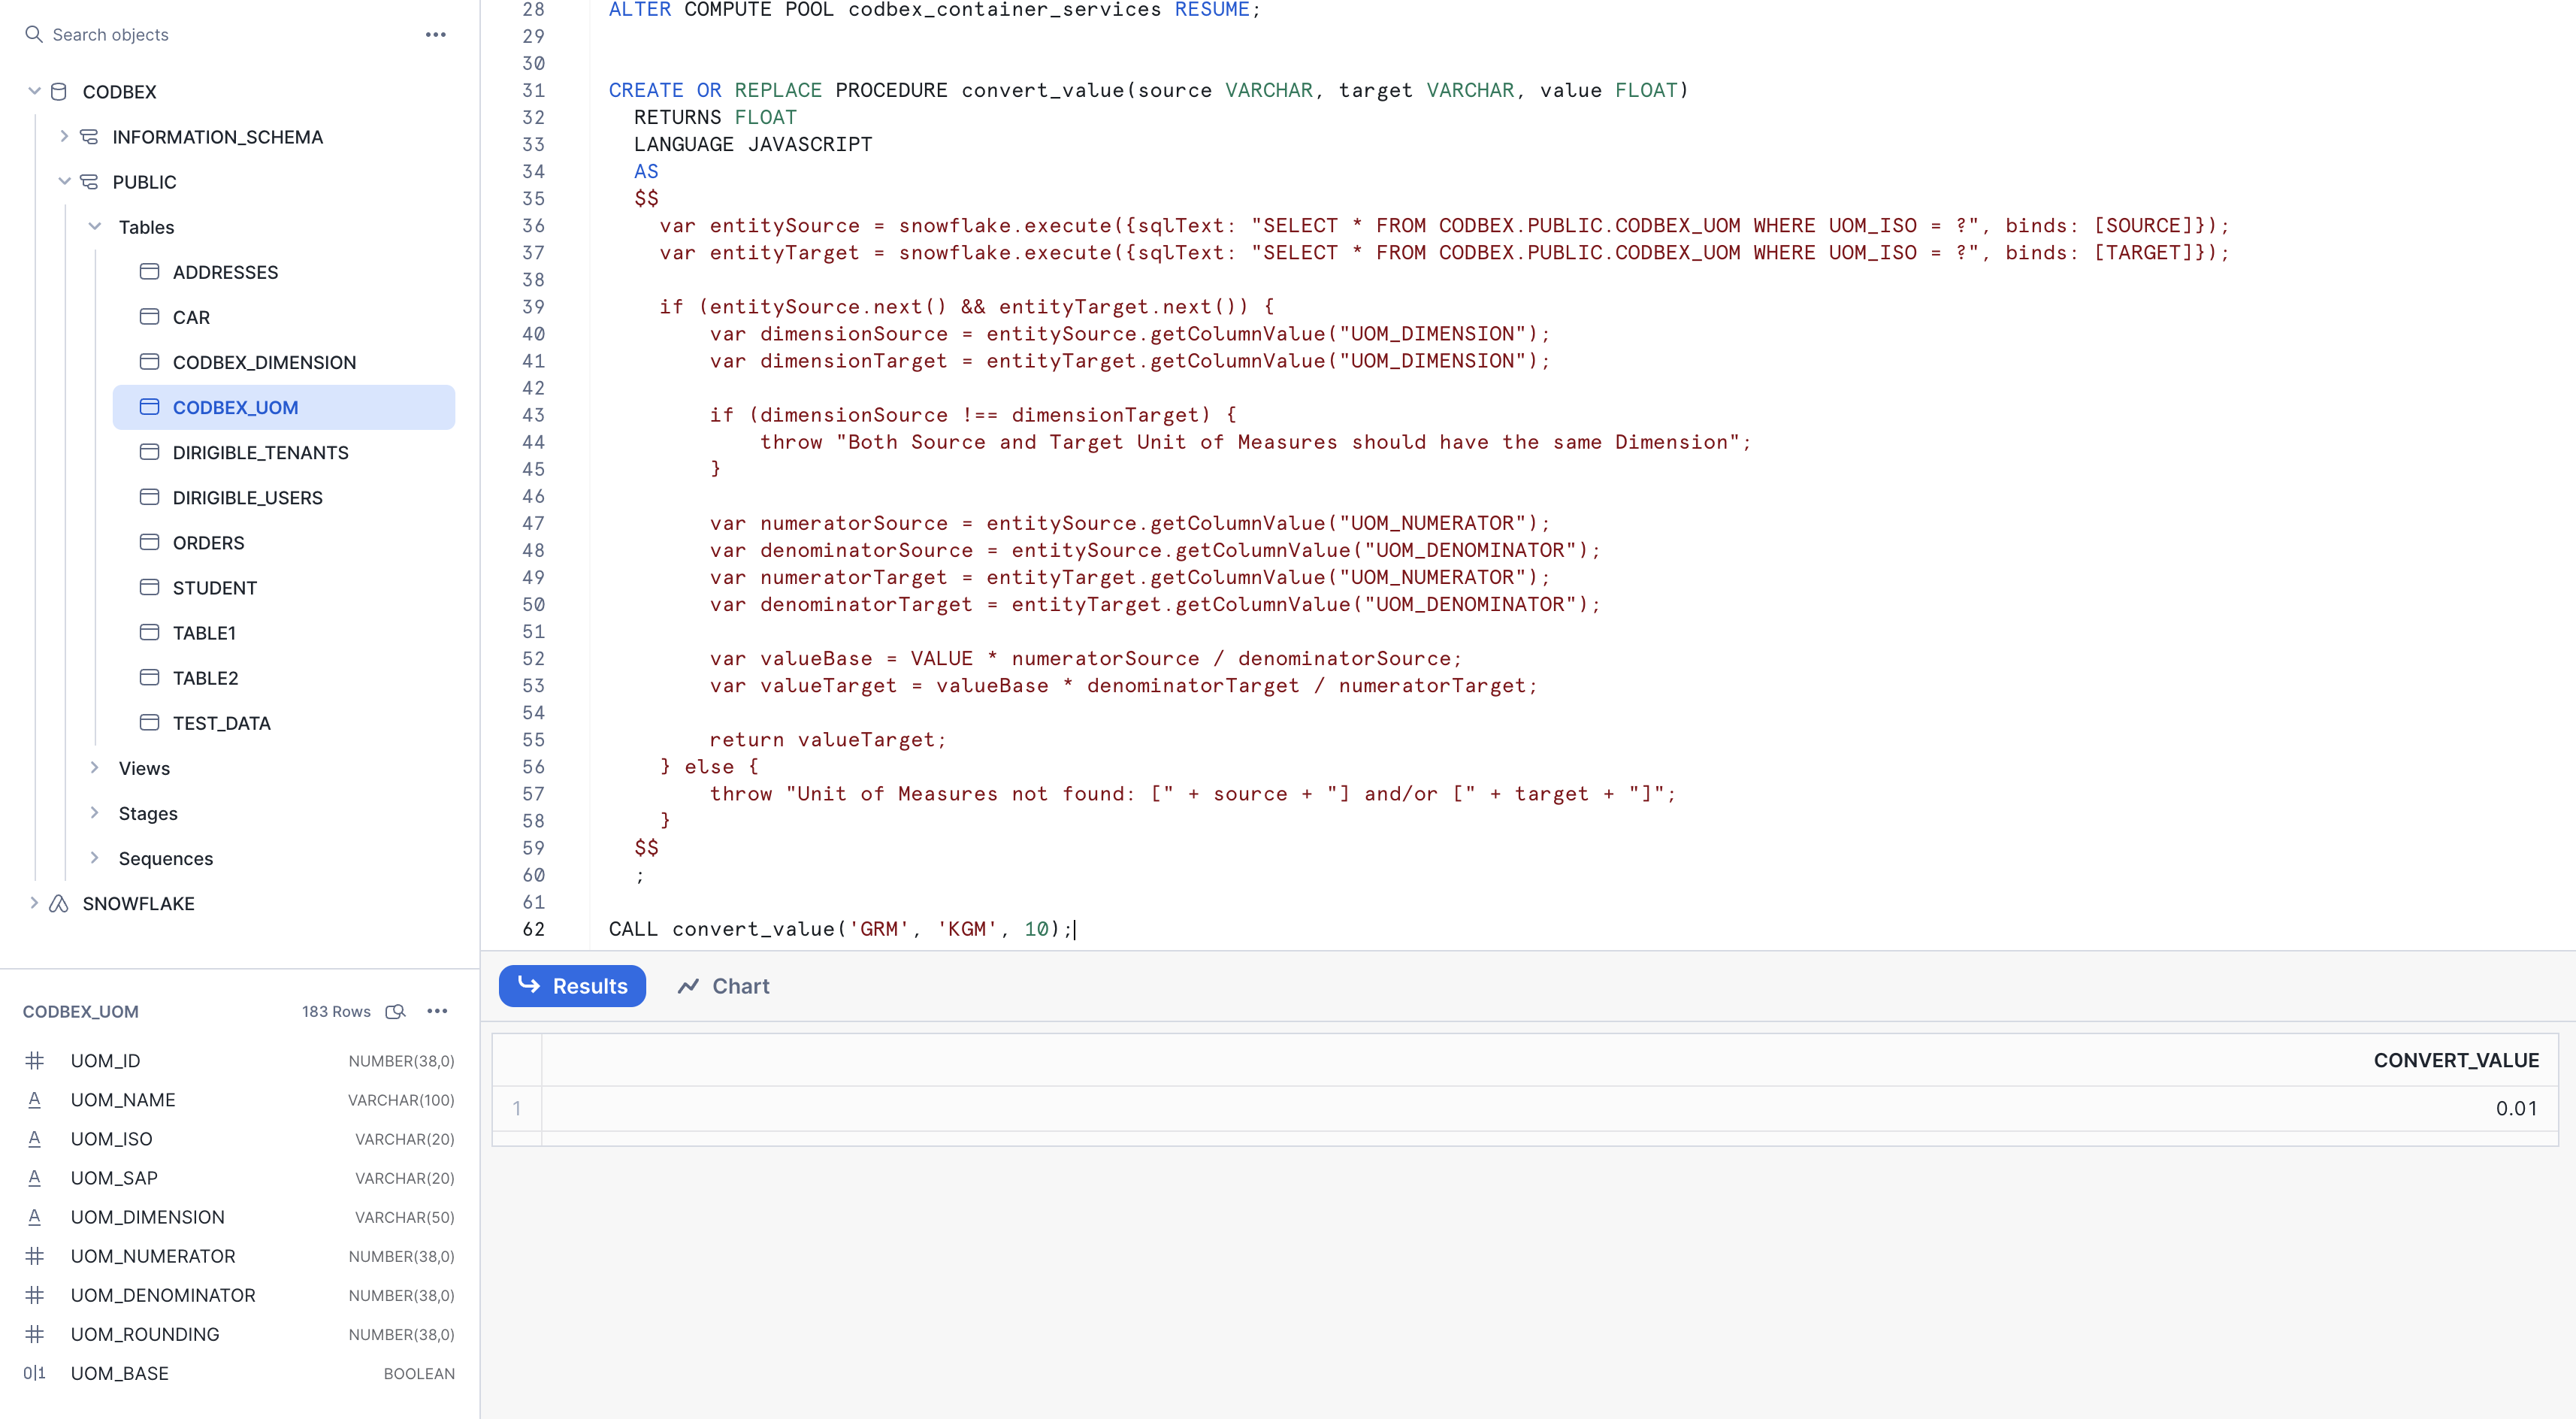 Search objects
CODBEX
INFORMATION_SCHEMA
PUBLIC
Tables
ADDRESSES
CAR
CODBEX_DIMENSION
CODBEX_UOM
DIRIGIBLE_TENANTS
DIRIGIBLE_USERS
ORDERS
STUDENT
TABLE1
TABLE2
TEST_DATA
Views
Stages
Sequences
SNOWFLAKE
CODBEX_UOM 183 Rows
UOM_ID NUMBER(38,0)
UOM_NAME VARCHAR(100)
UOM_ISO VARCHAR(20)
UOM_SAP VARCHAR(20)
UOM_DIMENSION VARCHAR(50)
UOM_NUMERATOR NUMBER(38,0)
UOM_DENOMINATOR NUMBER(38,0)
UOM_ROUNDING NUMBER(38,0)
0|1 UOM_BASE BOOLEAN
28 ALTER COMPUTE POOL codbex_container_services RESUME;
29
30
31 CREATE OR REPLACE PROCEDURE convert_value(source VARCHAR, target VARCHAR, value FLOAT)
32 RETURNS FLOAT
33 LANGUAGE JAVASCRIPT
34 AS
35 $$
36 var entitySource = snowflake.execute({sqlText: "SELECT * FROM CODBEX.PUBLIC.CODBEX_UOM WHERE UOM_ISO = ?", binds: [SOURCE]});
37 var entityTarget = snowflake.execute({sqlText: "SELECT * FROM CODBEX.PUBLIC.CODBEX_UOM WHERE UOM_ISO = ?", binds: [TARGET]});
38
39 if (entitySource.next() && entityTarget.next()) {
40 var dimensionSource = entitySource.getColumnValue("UOM_DIMENSION");
41 var dimensionTarget = entityTarget.getColumnValue("UOM_DIMENSION");
42
43 if (dimensionSource !== dimensionTarget) {
44 throw "Both Source and Target Unit of Measures should have the same Dimension";
45 }
46
47 var numeratorSource = entitySource.getColumnValue("UOM_NUMERATOR");
48 var denominatorSource = entitySource.getColumnValue("UOM_DENOMINATOR");
49 var numeratorTarget = entityTarget.getColumnValue("UOM_NUMERATOR");
50 var denominatorTarget = entityTarget.getColumnValue("UOM_DENOMINATOR");
51
52 var valueBase = VALUE * numeratorSource / denominatorSource;
53 var valueTarget = valueBase * denominatorTarget / numeratorTarget;
54
55 return valueTarget;
56 } else {
57 throw "Unit of Measures not found: [" + source + "] and/or [" + target + "]";
58 }
59 $$
60 ;
61
62 CALL convert_value('GRM', 'KGM', 10);
Results Chart
CONVERT_VALUE
1 0.01